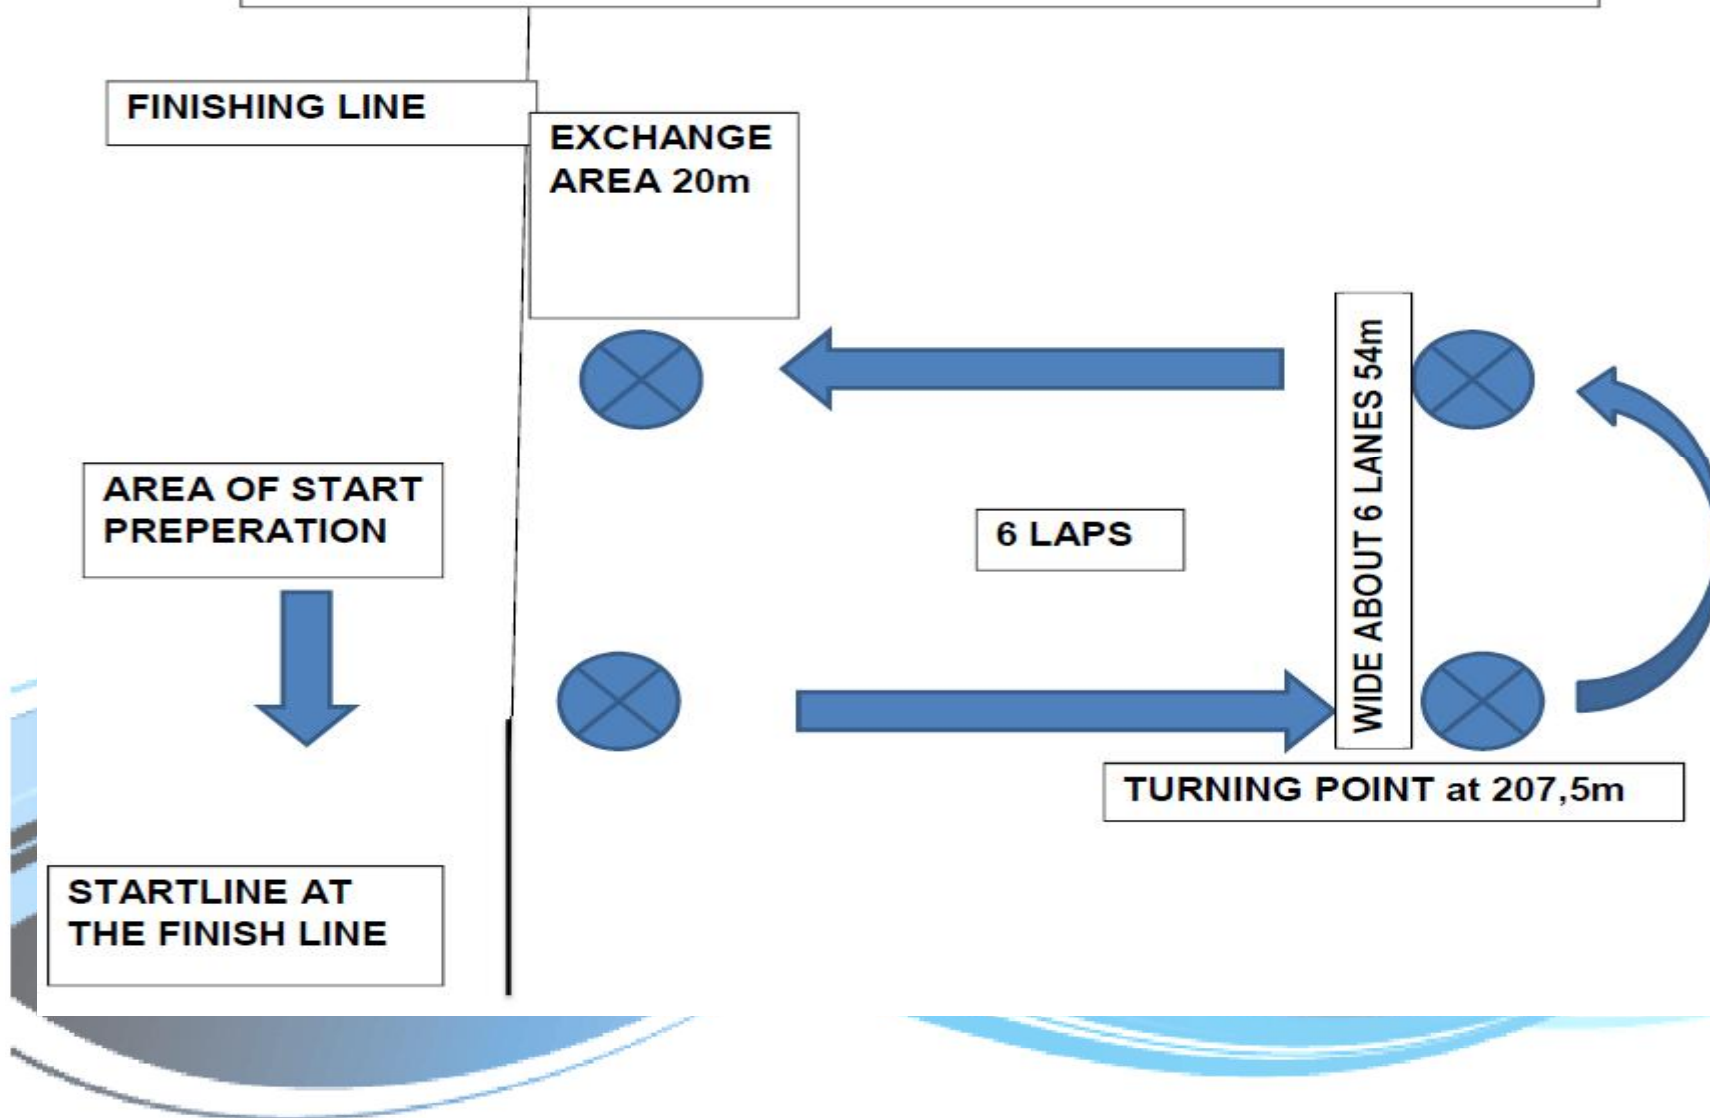 FINISHING LINE
EXCHANGE
AREA 20m
WIDE ABOUT 6 LANES 54m
AREA OF START
PREPERATION
6 LAPS
TURNING POINT at 207,5m
STARTLINE AT
THE FINISH LINE